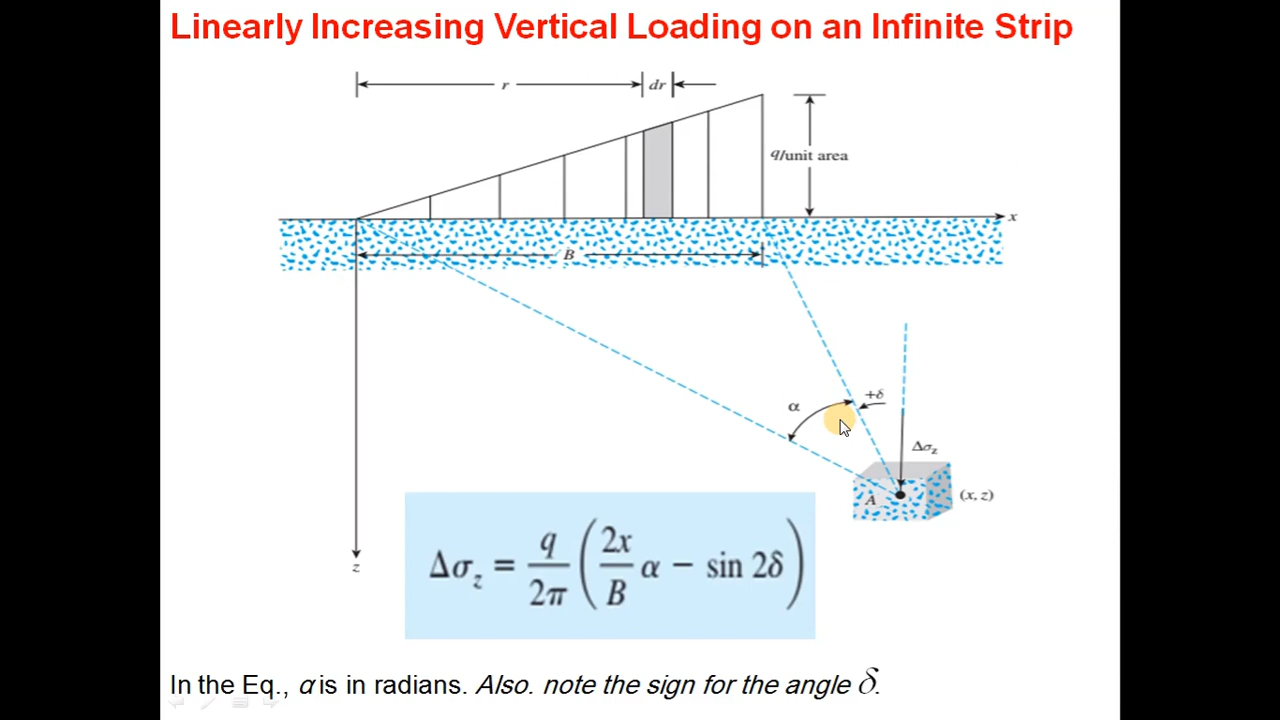 Linearly Increasing Vertical Loading on an Infinite Strip
r
dr
q/unit area
x
B
α
+δ
Δσz
A
(x, z)
z
Δσz = q/2π (2x/B α − sin 2δ)
In the Eq., α is in radians. Also. note the sign for the angle δ.